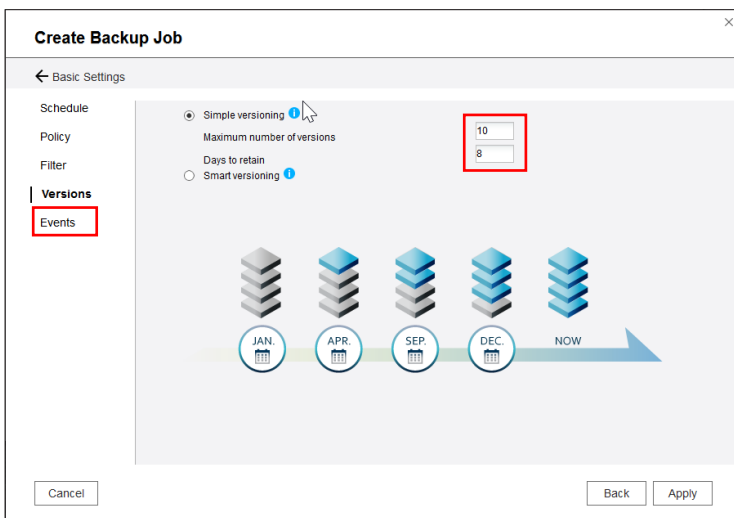 Create Backup Job
Basic Settings
Schedule
Policy
Filter
Versions
Events
Simple versioning
Maximum number of versions
10
Days to retain
8
Smart versioning
JAN.
APR.
SEP.
DEC.
NOW
Cancel
Back
Apply